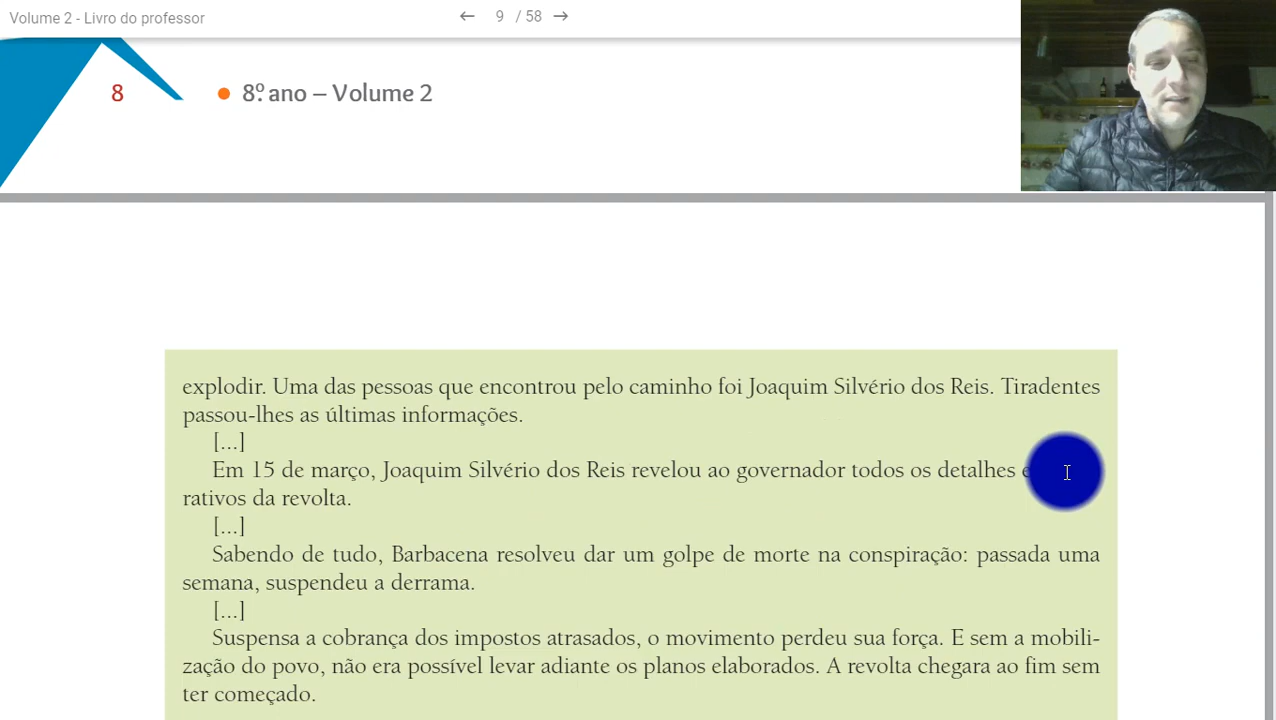 Volume 2 - Livro do professor
9 / 58
8
8º. ano – Volume 2
explodir. Uma das pessoas que encontrou pelo caminho foi Joaquim Silvério dos Reis. Tiradentes
passou-lhes as últimas informações.
[...]
Em 15 de março, Joaquim Silvério dos Reis revelou ao governador todos os detalhes
rativos da revolta.
[...]
Sabendo de tudo, Barbacena resolveu dar um golpe de morte na conspiração: passada uma
semana, suspendeu a derrama.
[...]
Suspensa a cobrança dos impostos atrasados, o movimento perdeu sua força. E sem a mobili-
zação do povo, não era possível levar adiante os planos elaborados. A revolta chegara ao fim sem
ter começado.